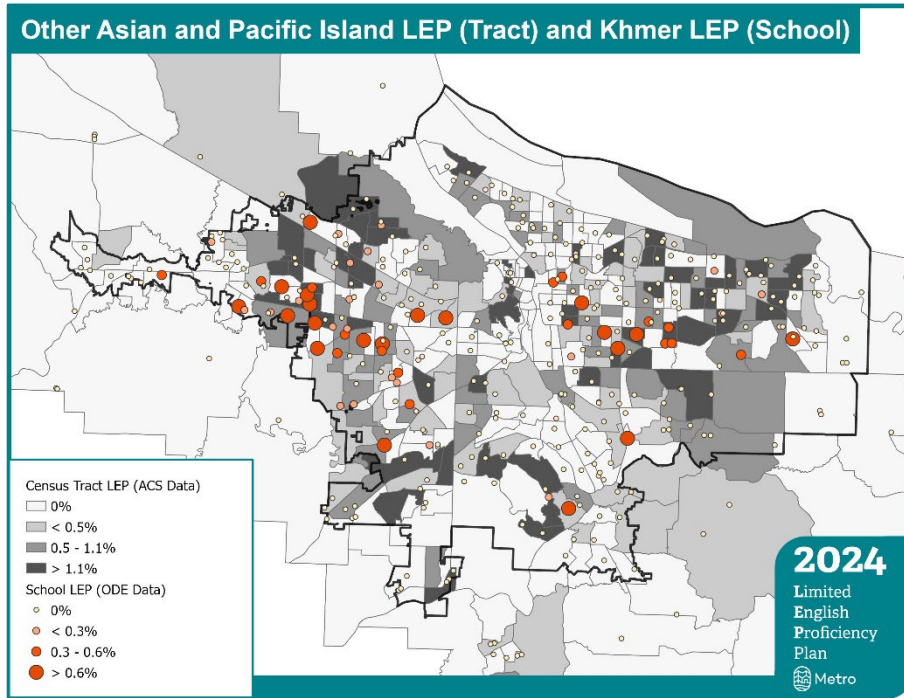 Other Asian and Pacific Island LEP (Tract) and Khmer LEP (School)
Census Tract LEP (ACS Data)
0%
< 0.5%
0.5 - 1.1%
> 1.1%
School LEP (ODE Data)
0%
< 0.3%
0.3 - 0.6%
> 0.6%
2024
Limited
English
Proficiency
Plan
Metro